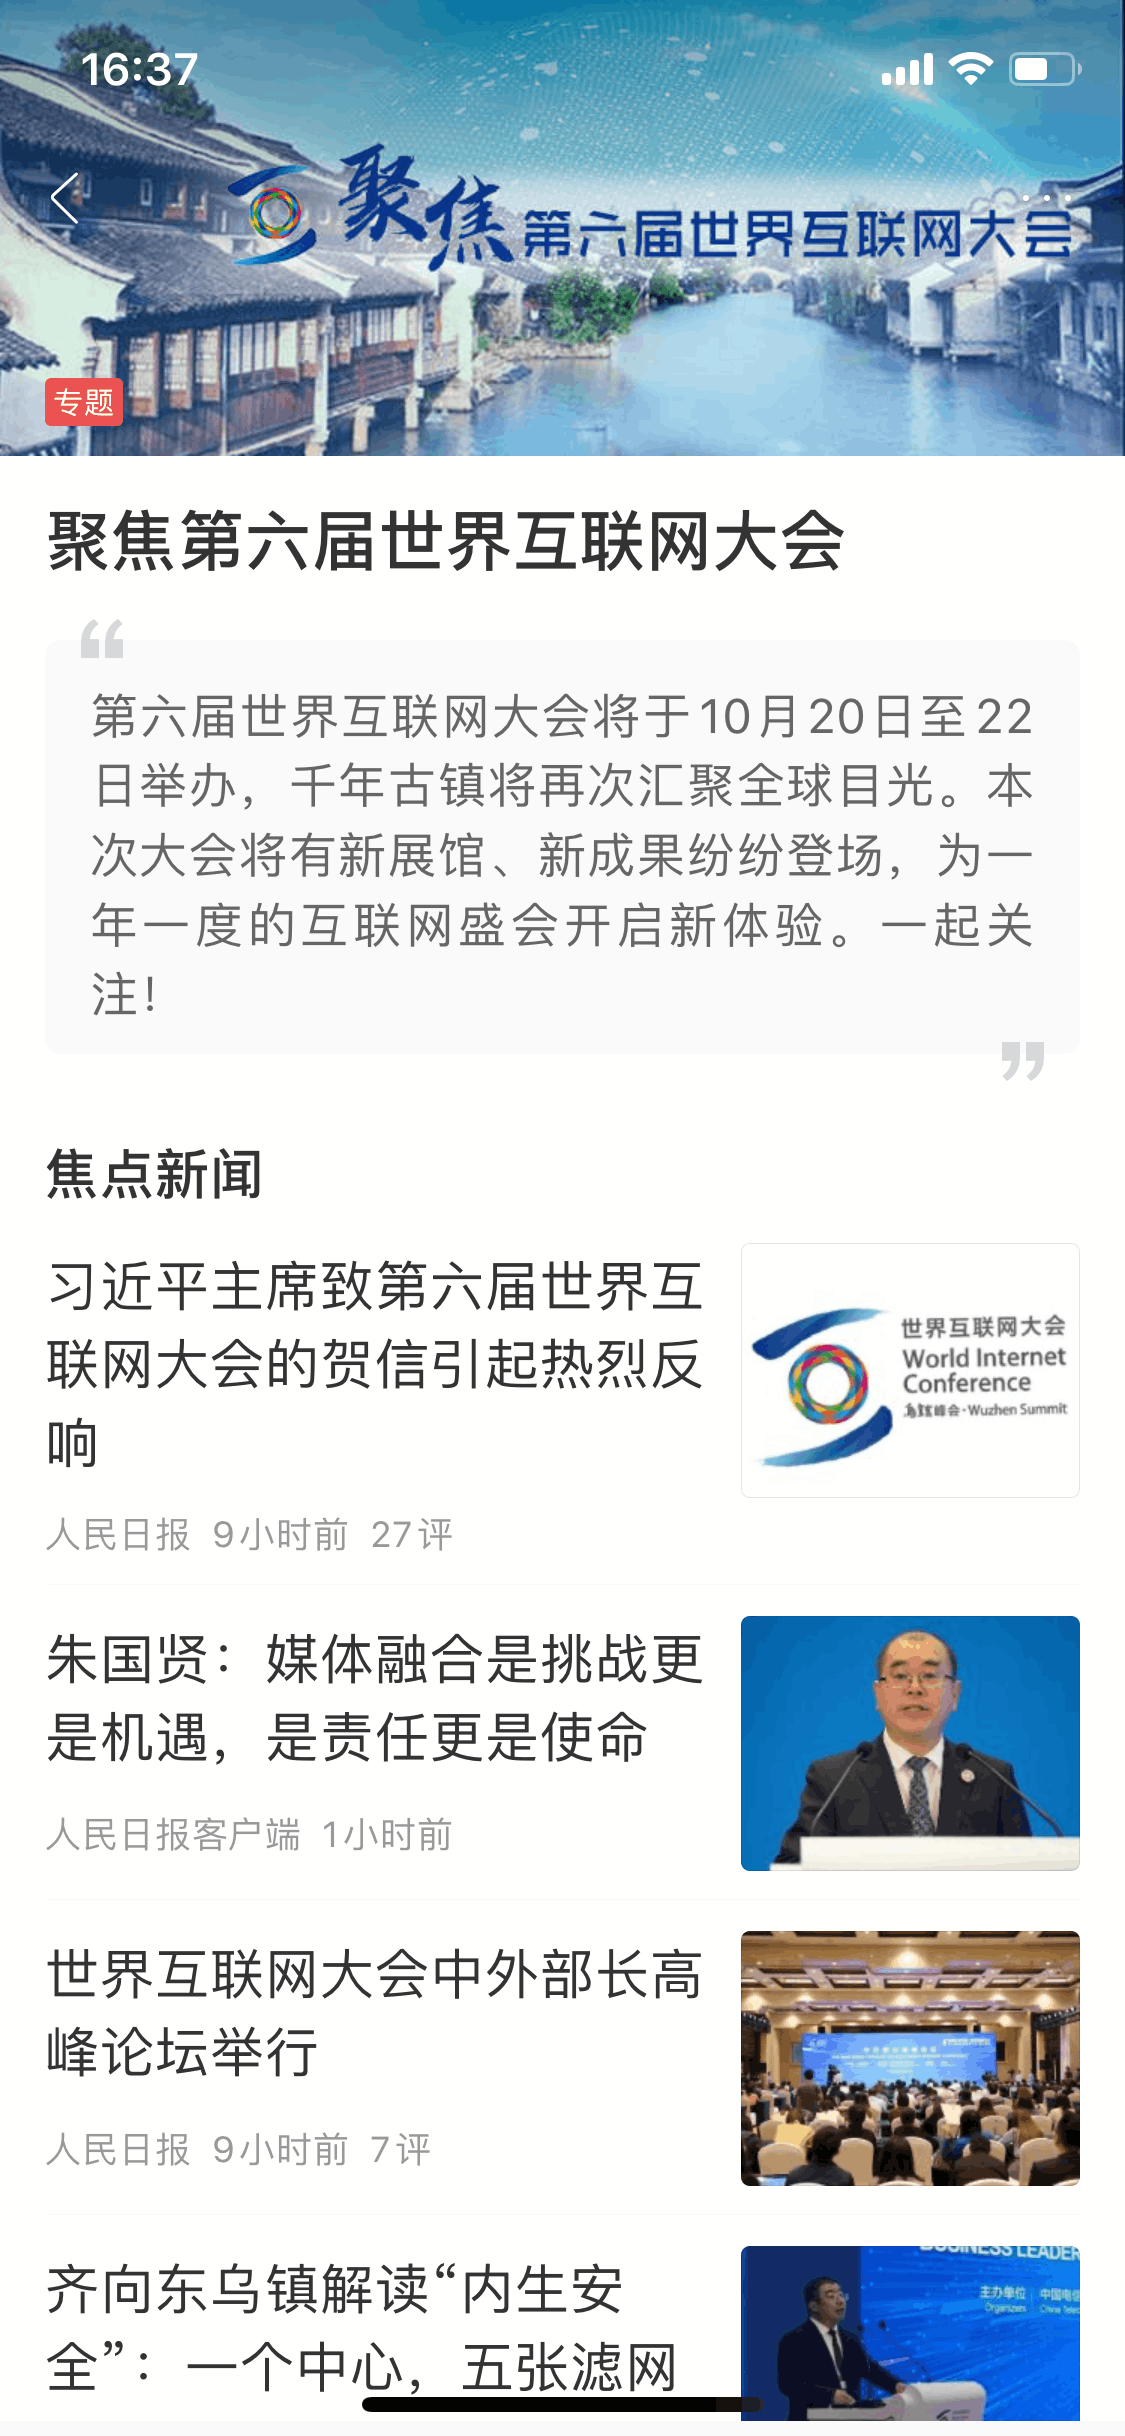 16:37
聚焦第六届世界互联网大会
专题
聚焦第六届世界互联网大会
“
第六届世界互联网大会将于10月20日至22
日举办，千年古镇将再次汇聚全球目光。本
次大会将有新展馆、新成果纷纷登场，为一
年一度的互联网盛会开启新体验。一起关
注！
”
焦点新闻
习近平主席致第六届世界互
联网大会的贺信引起热烈反
响
世界互联网大会
World Internet
Conference
乌镇峰会·Wuzhen Summit
人民日报 9小时前 27评
朱国贤：媒体融合是挑战更
是机遇，是责任更是使命
人民日报客户端 1小时前
世界互联网大会中外部长高
峰论坛举行
人民日报 9小时前 7评
齐向东乌镇解读“内生安
全”：一个中心，五张滤网
BUSINESS LEADER
主办单位 中国电信
Organizers China Telec